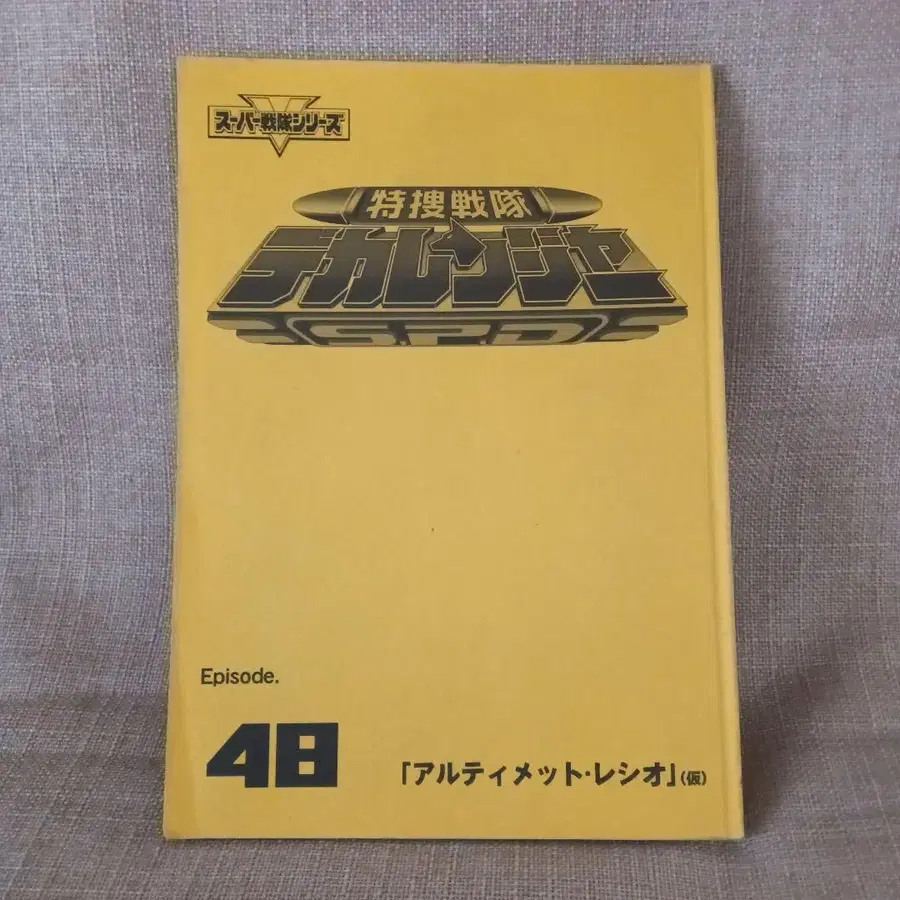 スーパー戦隊シリーズ
特捜戦隊
デカレンジャー
S.P.D
Episode.
48
「アルティメット・レシオ」(仮)